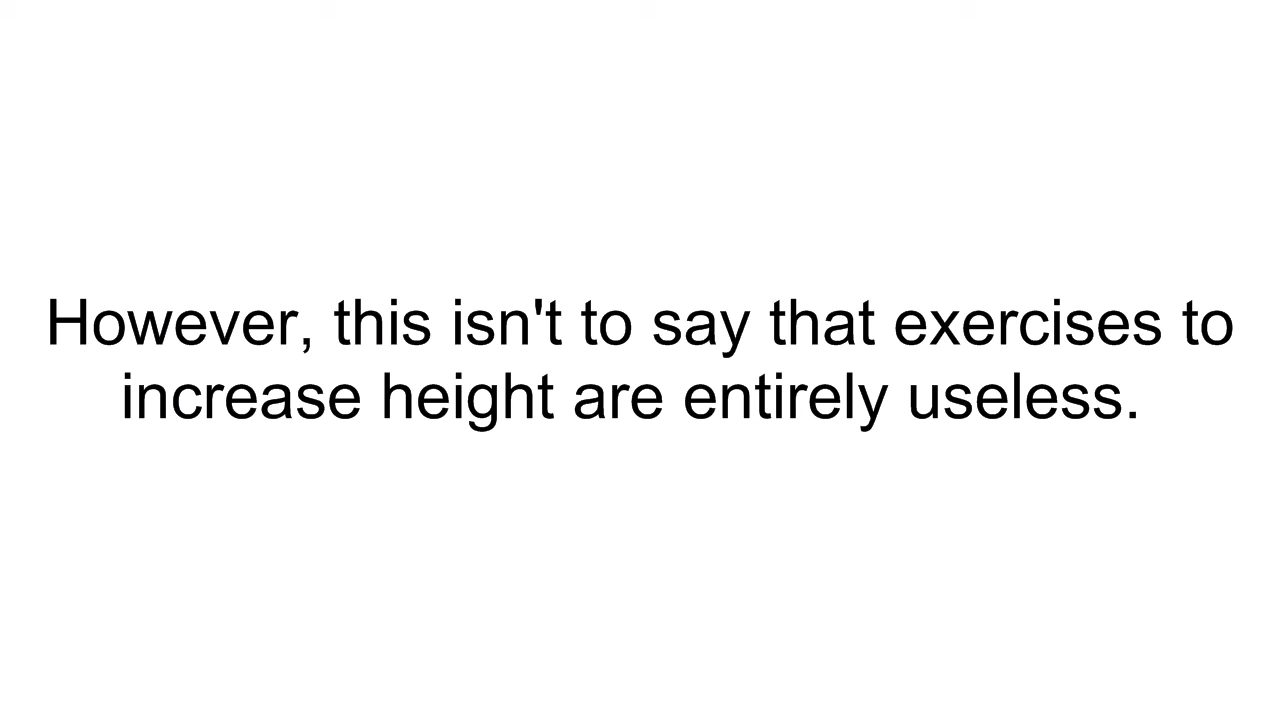 However, this isn't to say that exercises to
increase height are entirely useless.